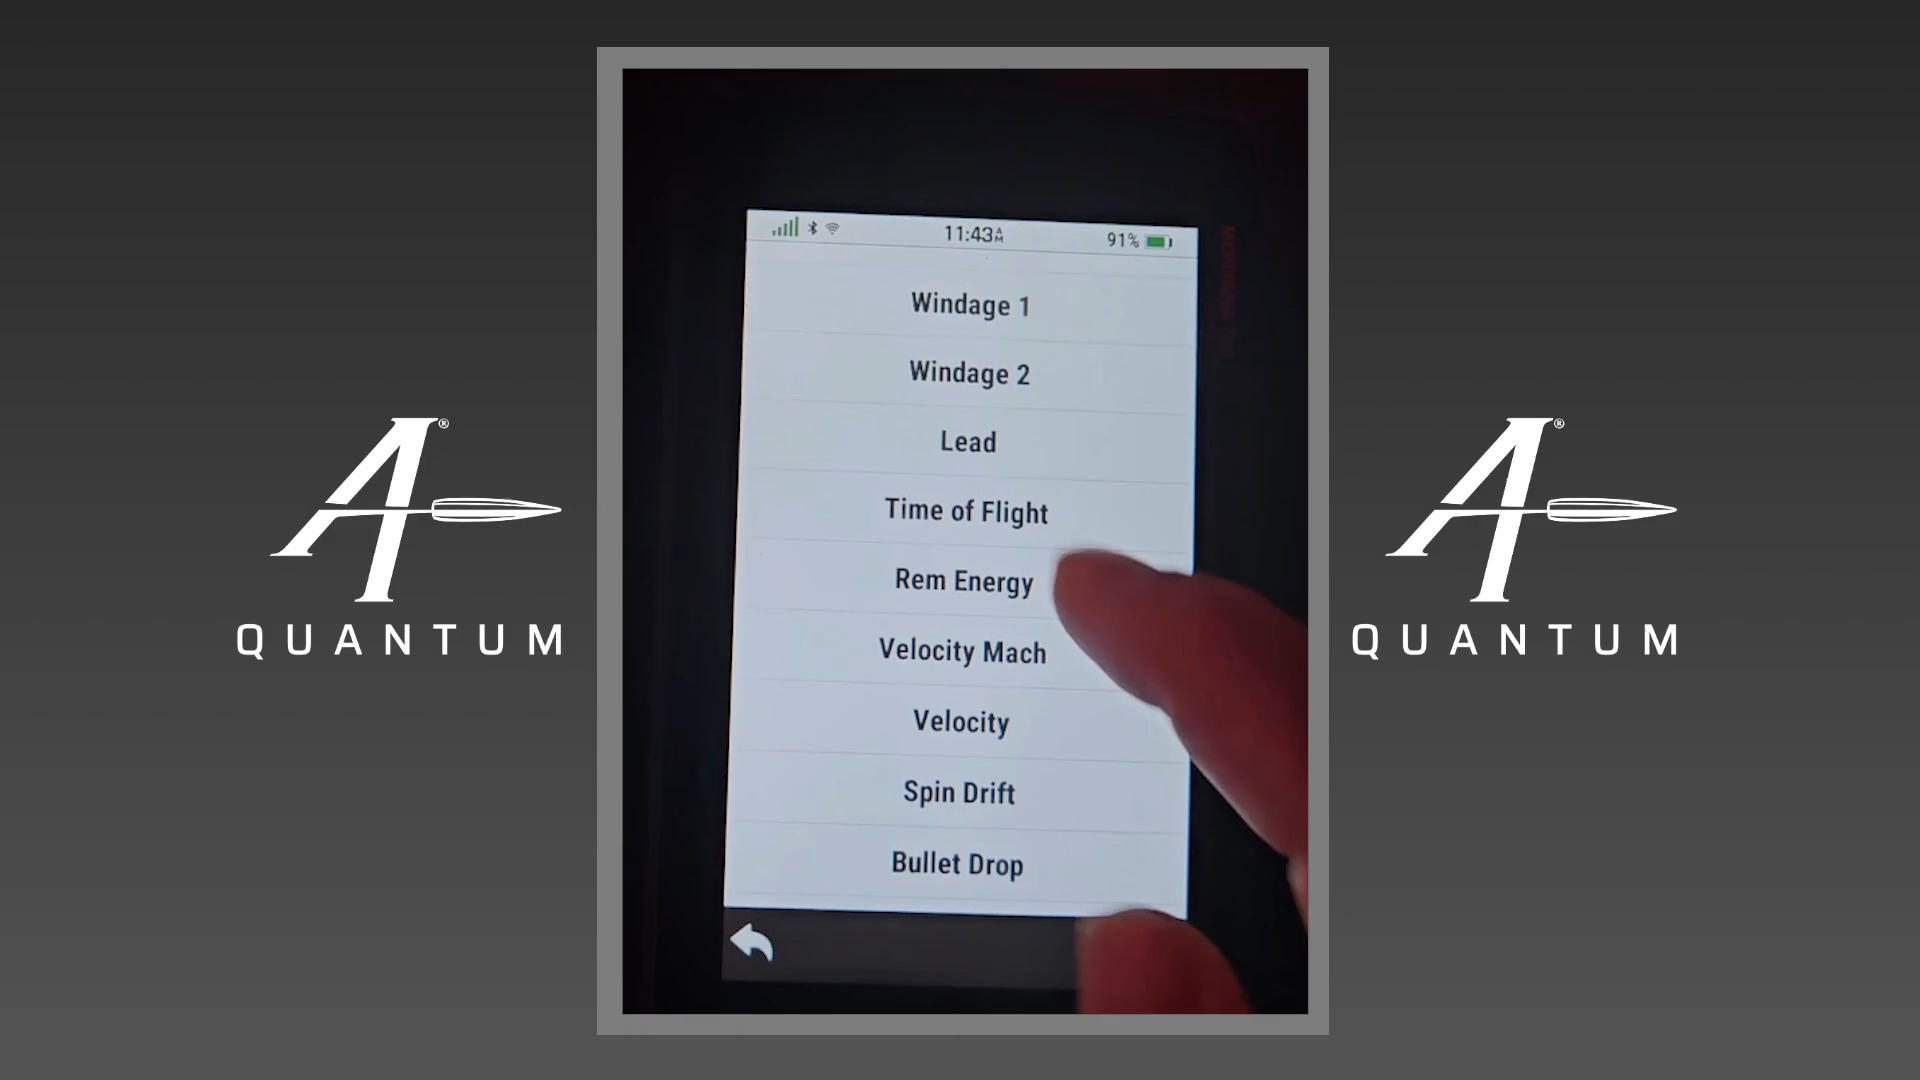 11:43AM
91%
Windage 1
Windage 2
Lead
Time of Flight
Rem Energy
Velocity Mach
Velocity
Spin Drift
Bullet Drop
A®
QUANTUM
A®
QUANTUM